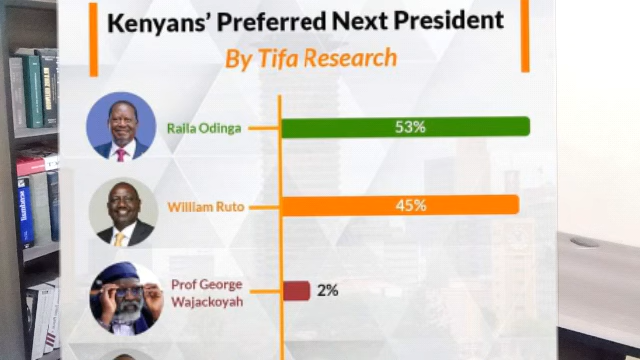 Kenyans’ Preferred Next President
By Tifa Research
Raila Odinga
53%
William Ruto
45%
Prof George
Wajackoyah
2%